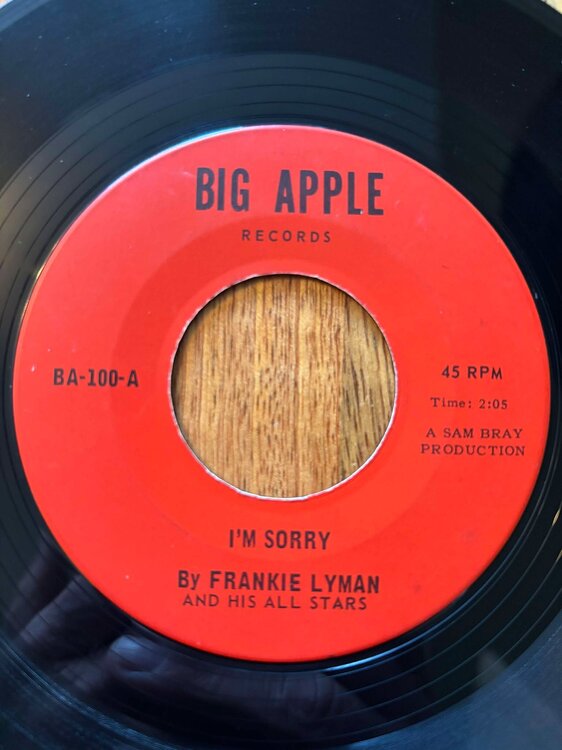 BIG APPLE
RECORDS
BA-100-A
45 RPM
Time: 2:05
A SAM BRAY
PRODUCTION
I'M SORRY
By FRANKIE LYMAN
AND HIS ALL STARS